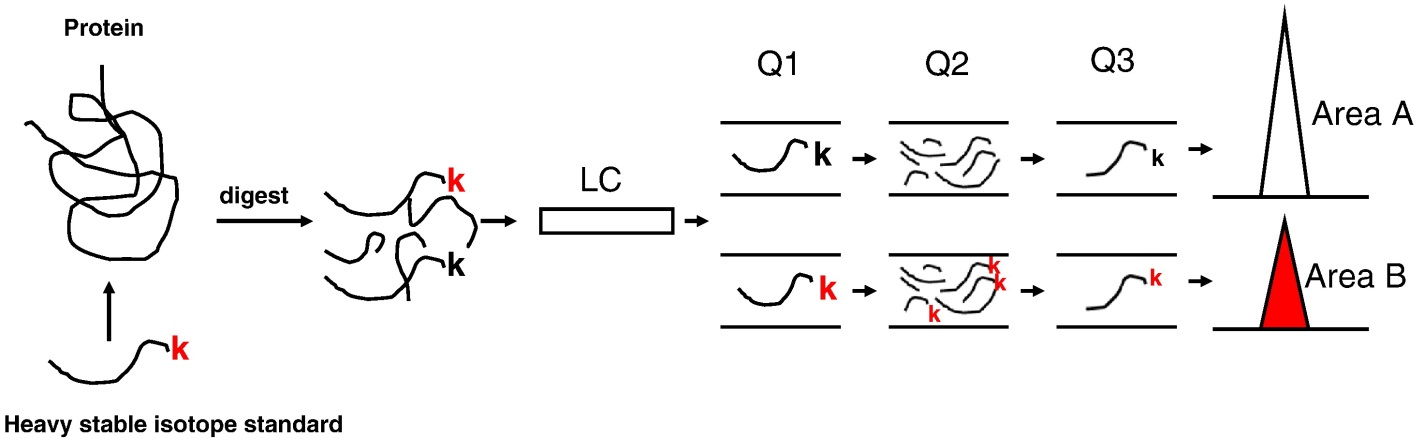 Protein
digest
k
k
k
Heavy stable isotope standard
LC
Q1
Q2
Q3
k
k
Area A
k
k
k
k
k
Area B